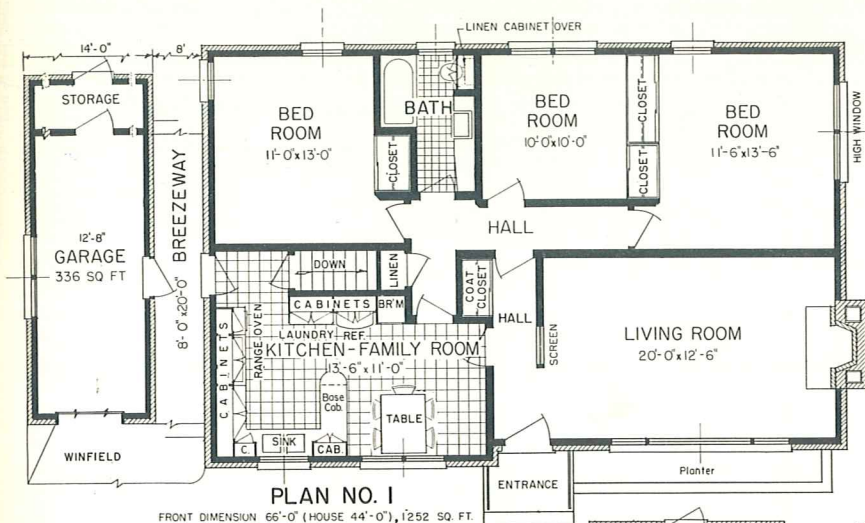 LINEN CABINET OVER
14'-0"
8'
STORAGE
12'-8"
GARAGE
336 SQ FT
BREEZEWAY
8'-0"x20'-0"
WINFIELD
BED
ROOM
11'-0"x13'-0"
CLOSET
BATH
BED
ROOM
10'-0"x10'-0"
CLOSET
CLOSET
BED
ROOM
11'-6"x13'-6"
HIGH WINDOW
HALL
DOWN
LINEN
COAT
CLOSET
HALL
CABINETS
BR'M
LAUNDRY
REF.
KITCHEN-FAMILY ROOM
13'-6"x11'-0"
RANGE OVEN
CABINETS
Base
Cab.
TABLE
C.
SINK
CAB.
SCREEN
LIVING ROOM
20'-0"x12'-6"
ENTRANCE
Planter
PLAN NO. 1
FRONT DIMENSIUN 66'-0" (HOUSE 44'-0"), 1252 SQ. FT.